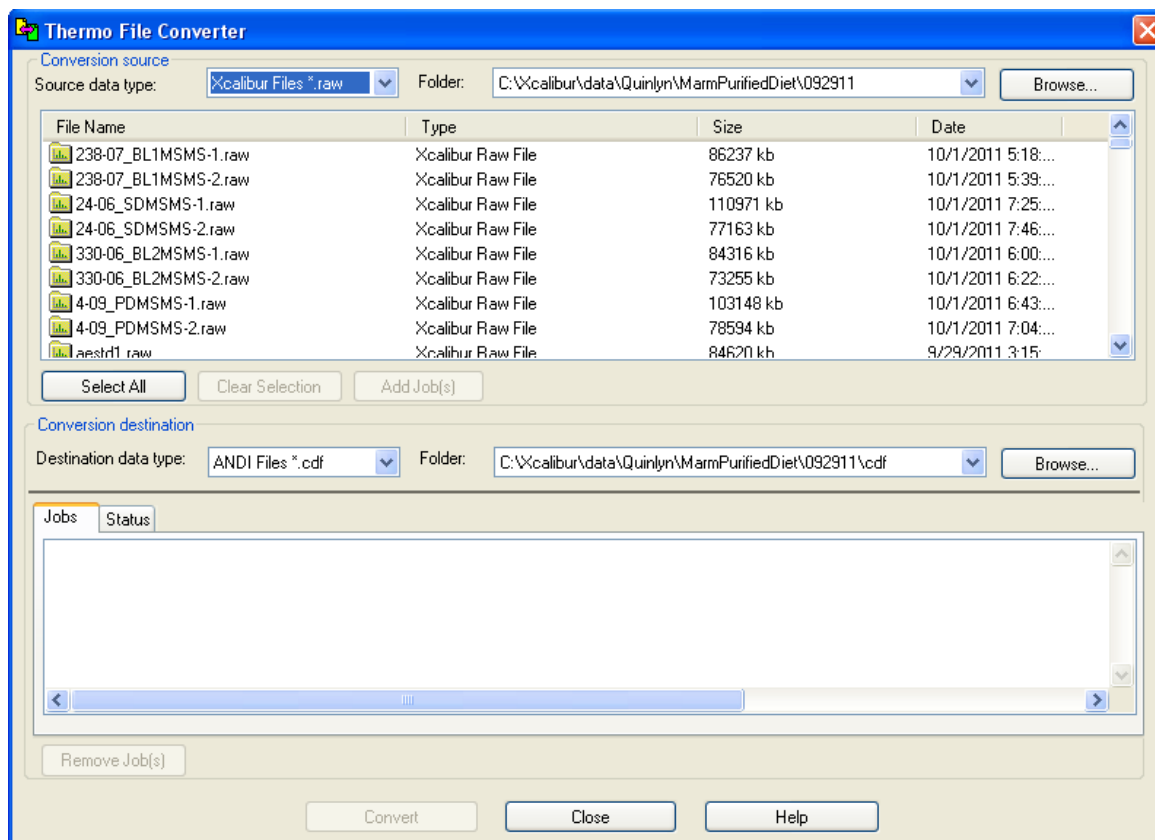 Thermo File Converter
Conversion source
Source data type: Xcalibur Files *.raw Folder: C:\Xcalibur\data\Quinlyn\MarmPurifiedDiet\092911 Browse...
File Name Type Size Date
238-07_BL1MSMS-1.raw Xcalibur Raw File 86237 kb 10/1/2011 5:18:...
238-07_BL1MSMS-2.raw Xcalibur Raw File 76520 kb 10/1/2011 5:39:...
24-06_SDMSMS-1.raw Xcalibur Raw File 110971 kb 10/1/2011 7:25:...
24-06_SDMSMS-2.raw Xcalibur Raw File 77163 kb 10/1/2011 7:46:...
330-06_BL2MSMS-1.raw Xcalibur Raw File 84316 kb 10/1/2011 6:00:...
330-06_BL2MSMS-2.raw Xcalibur Raw File 73255 kb 10/1/2011 6:22:...
4-09_PDMSMS-1.raw Xcalibur Raw File 103148 kb 10/1/2011 6:43:...
4-09_PDMSMS-2.raw Xcalibur Raw File 78594 kb 10/1/2011 7:04:...
aestd1.raw Xcalibur Raw File 84620 kb 9/29/2011 3:15:
Select All Clear Selection Add Job(s)
Conversion destination
Destination data type: ANDI Files *.cdf Folder: C:\Xcalibur\data\Quinlyn\MarmPurifiedDiet\092911\cdf Browse...
Jobs Status
Remove Job(s)
Convert Close Help